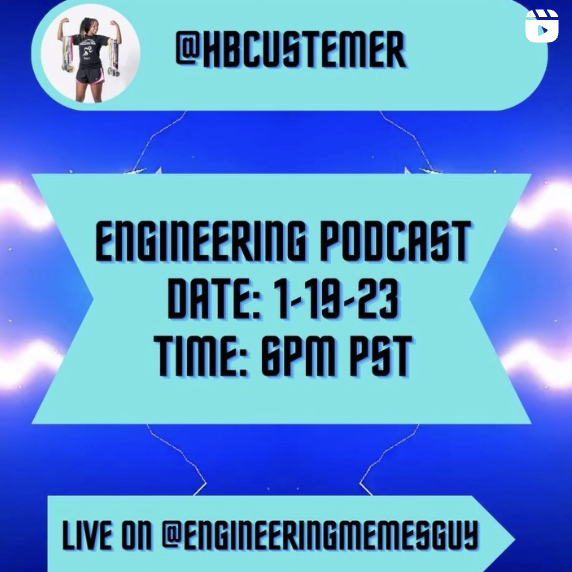 @HBCUSTEMER
ENGINEERING PODCAST
DATE: 1-19-23
TIME: 6PM PST
LIVE ON @ENGINEERINGMEMESGUY